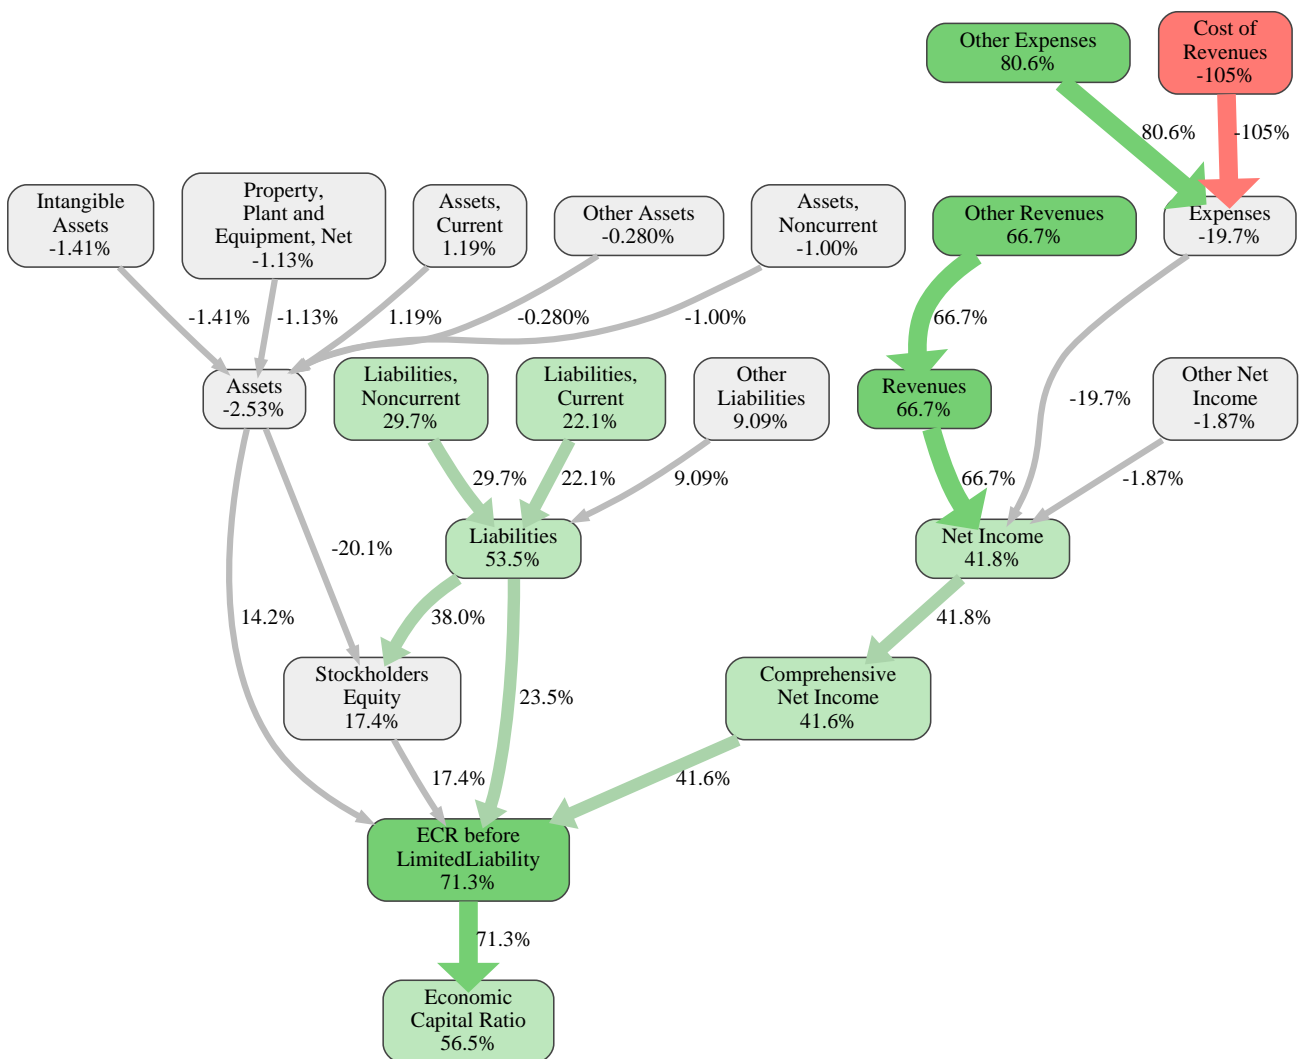 Other Expenses
80.6%
Cost of
Revenues
-105%
80.6%
-105%
Intangible
Assets
-1.41%
Property,
Plant and
Equipment, Net
-1.13%
Assets,
Current
1.19%
Other Assets
-0.280%
Assets,
Noncurrent
-1.00%
Other Revenues
66.7%
Expenses
-19.7%
-1.41%
-1.13%
1.19%
-0.280%
-1.00%
66.7%
Assets
-2.53%
Liabilities,
Noncurrent
29.7%
Liabilities,
Current
22.1%
Other
Liabilities
9.09%
Revenues
66.7%
-19.7%
Other Net
Income
-1.87%
29.7%
22.1%
9.09%
66.7%
-1.87%
-20.1%
Liabilities
53.5%
Net Income
41.8%
14.2%
38.0%
41.8%
Stockholders
Equity
17.4%
23.5%
Comprehensive
Net Income
41.6%
17.4%
41.6%
ECR before
LimitedLiability
71.3%
71.3%
Economic
Capital Ratio
56.5%